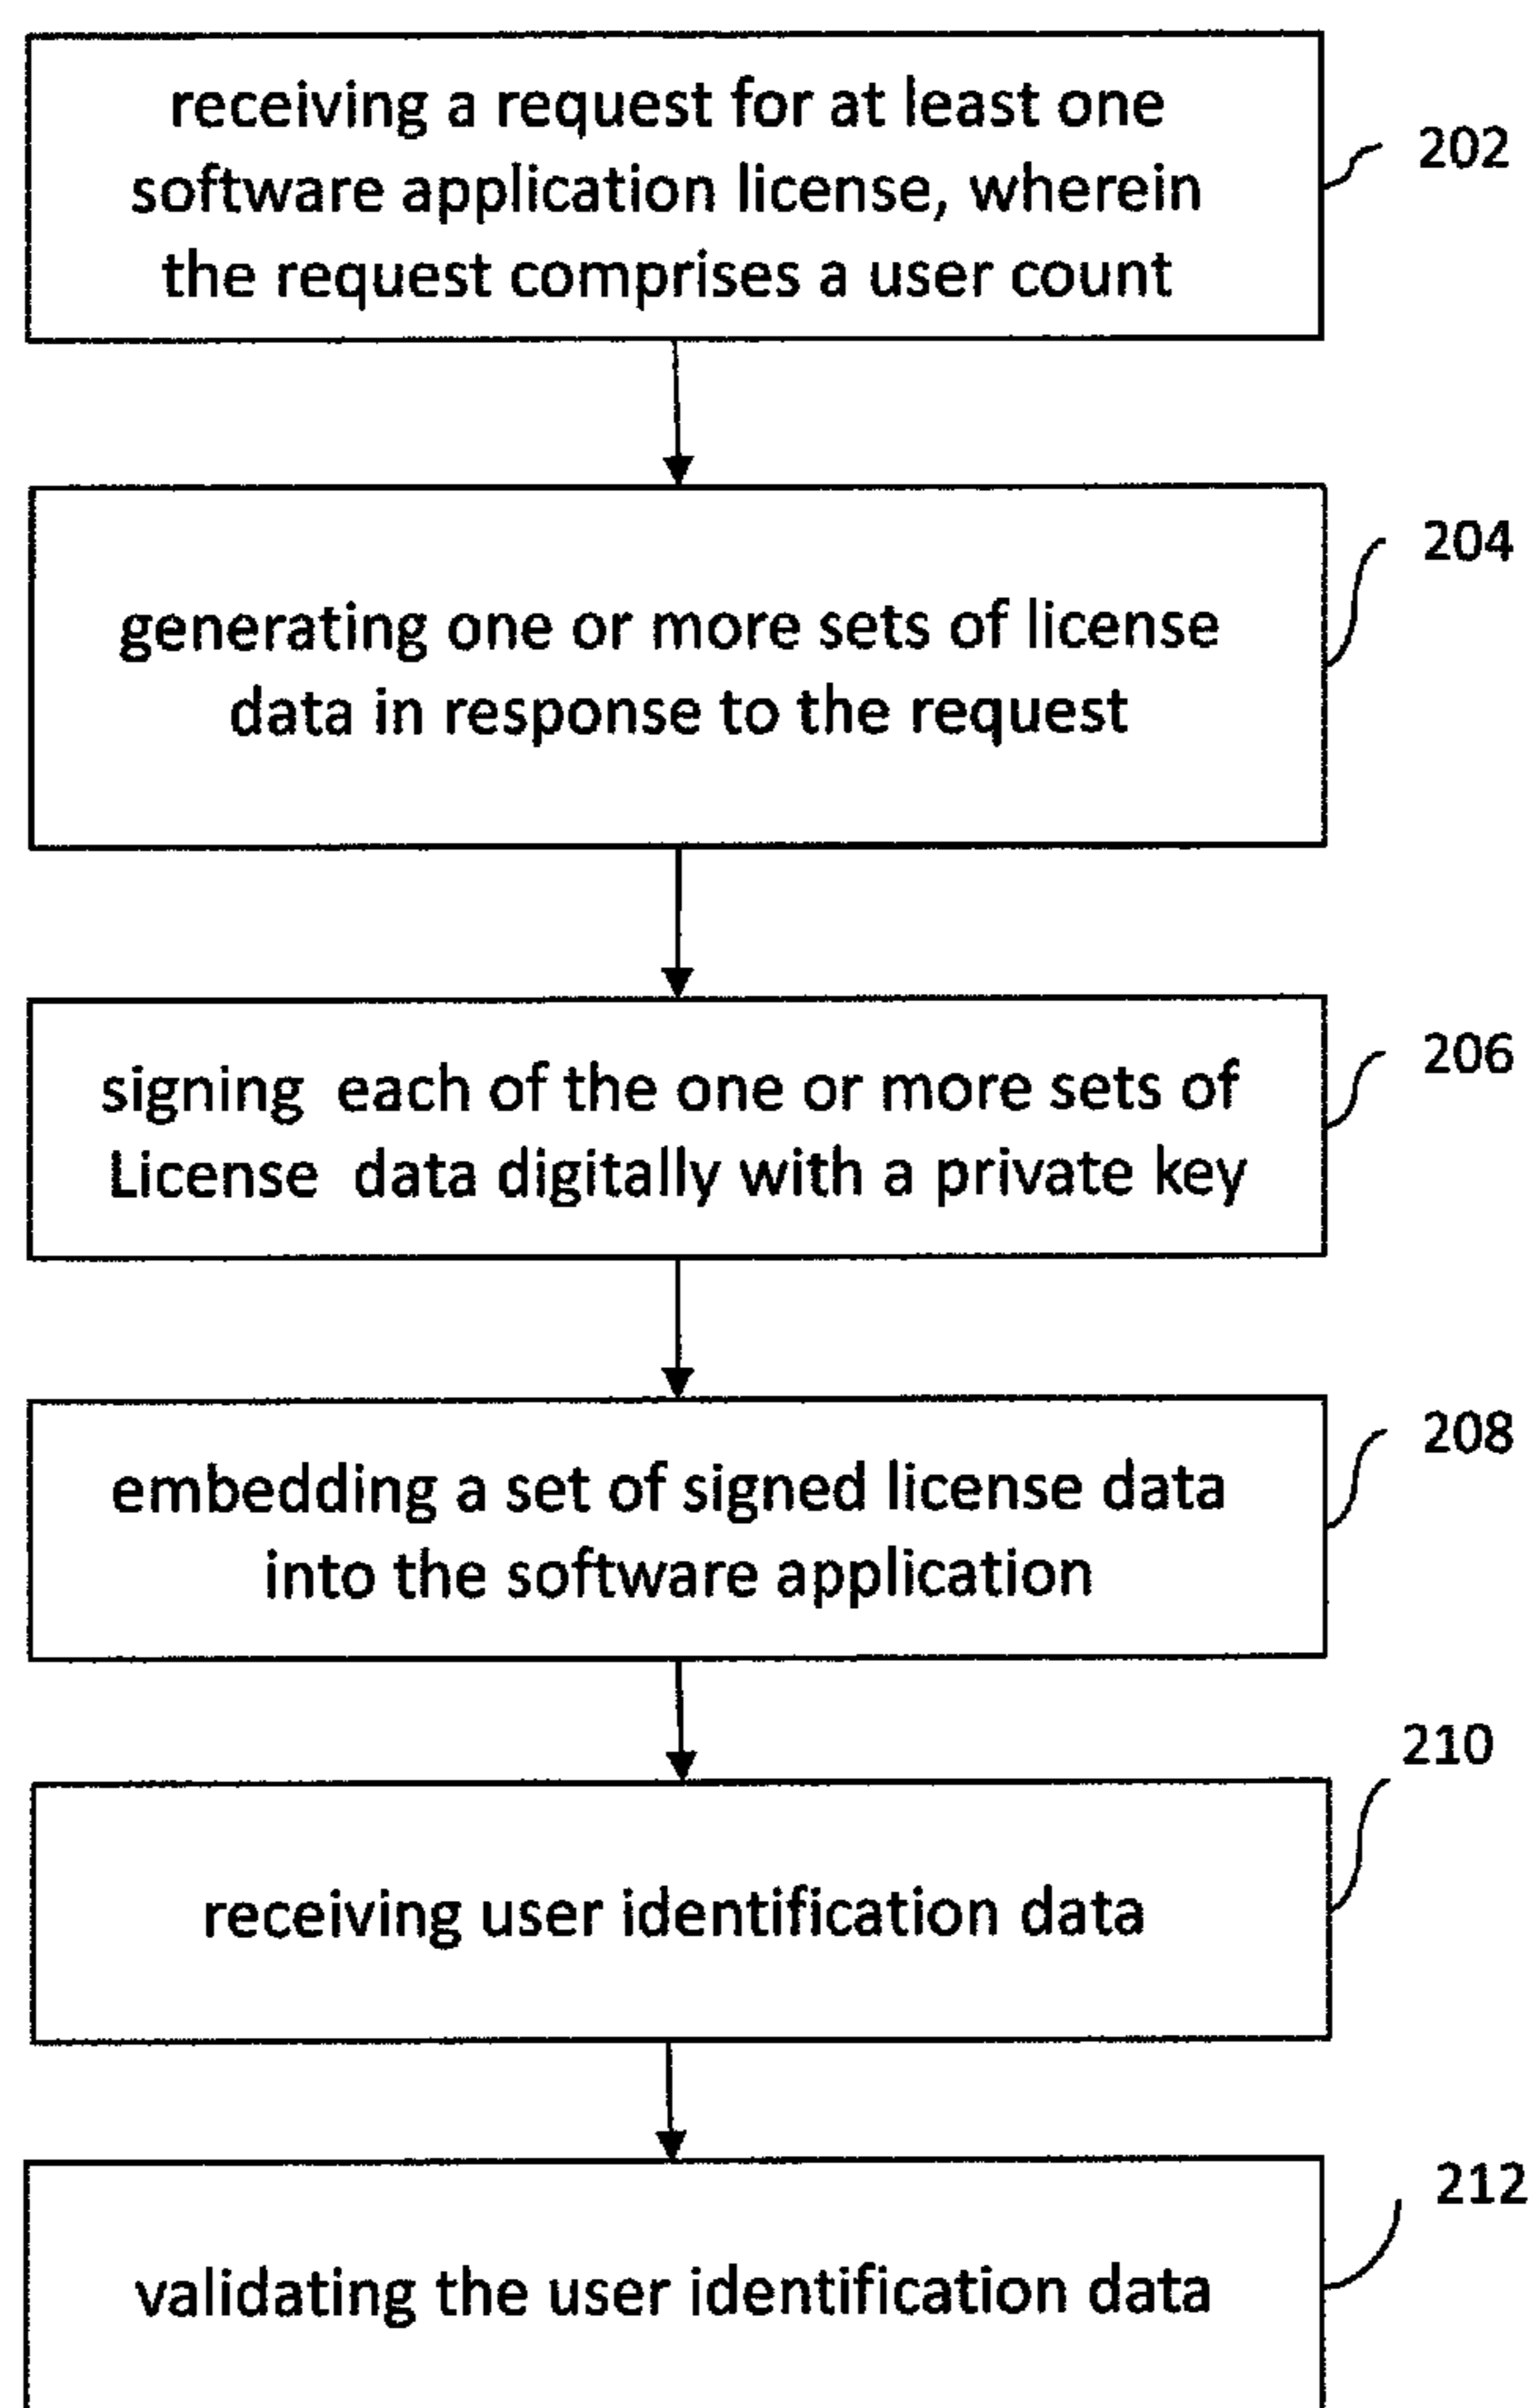 receiving a request for at least one
software application license, wherein
the request comprises a user count
202
generating one or more sets of license
data in response to the request
204
signing each of the one or more sets of
License data digitally with a private key
206
embedding a set of signed license data
into the software application
208
receiving user identification data
210
validating the user identification data
212